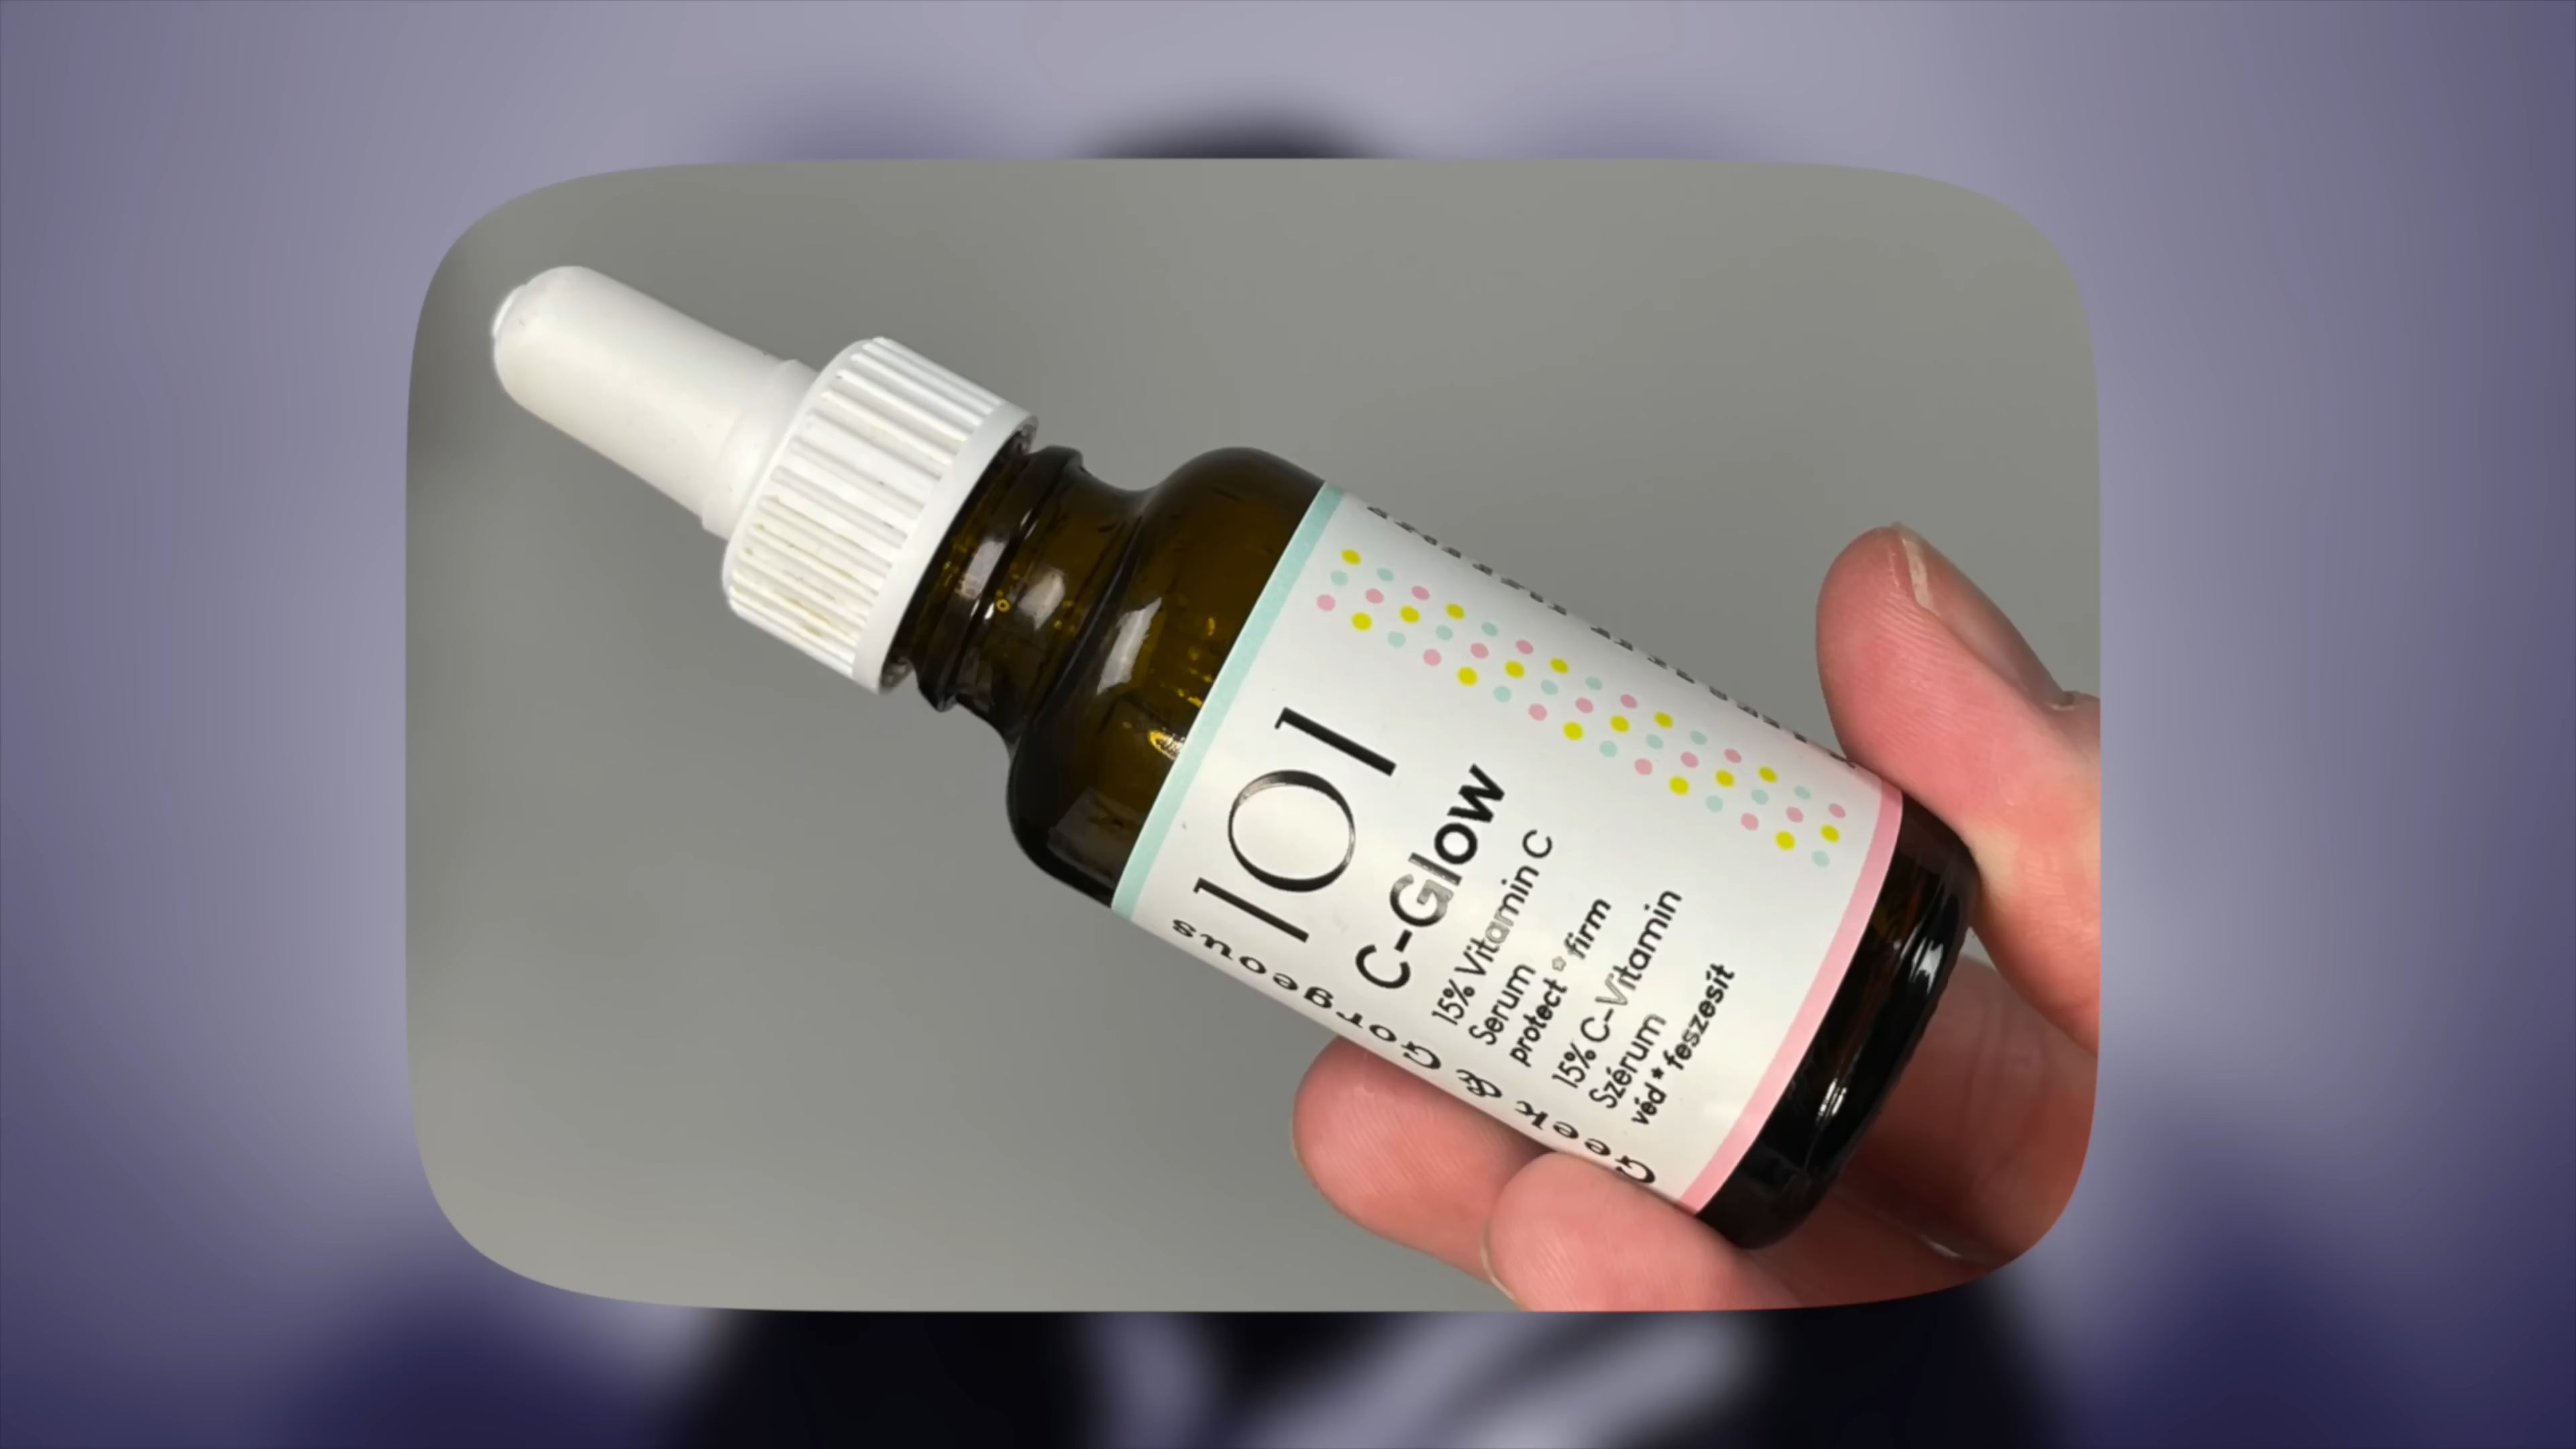 101
C-Glow
15% Vitamin C
Serum
protect * firm
15% C-Vitamin
Szérum
véd * feszesít
Geek & Gorgeous